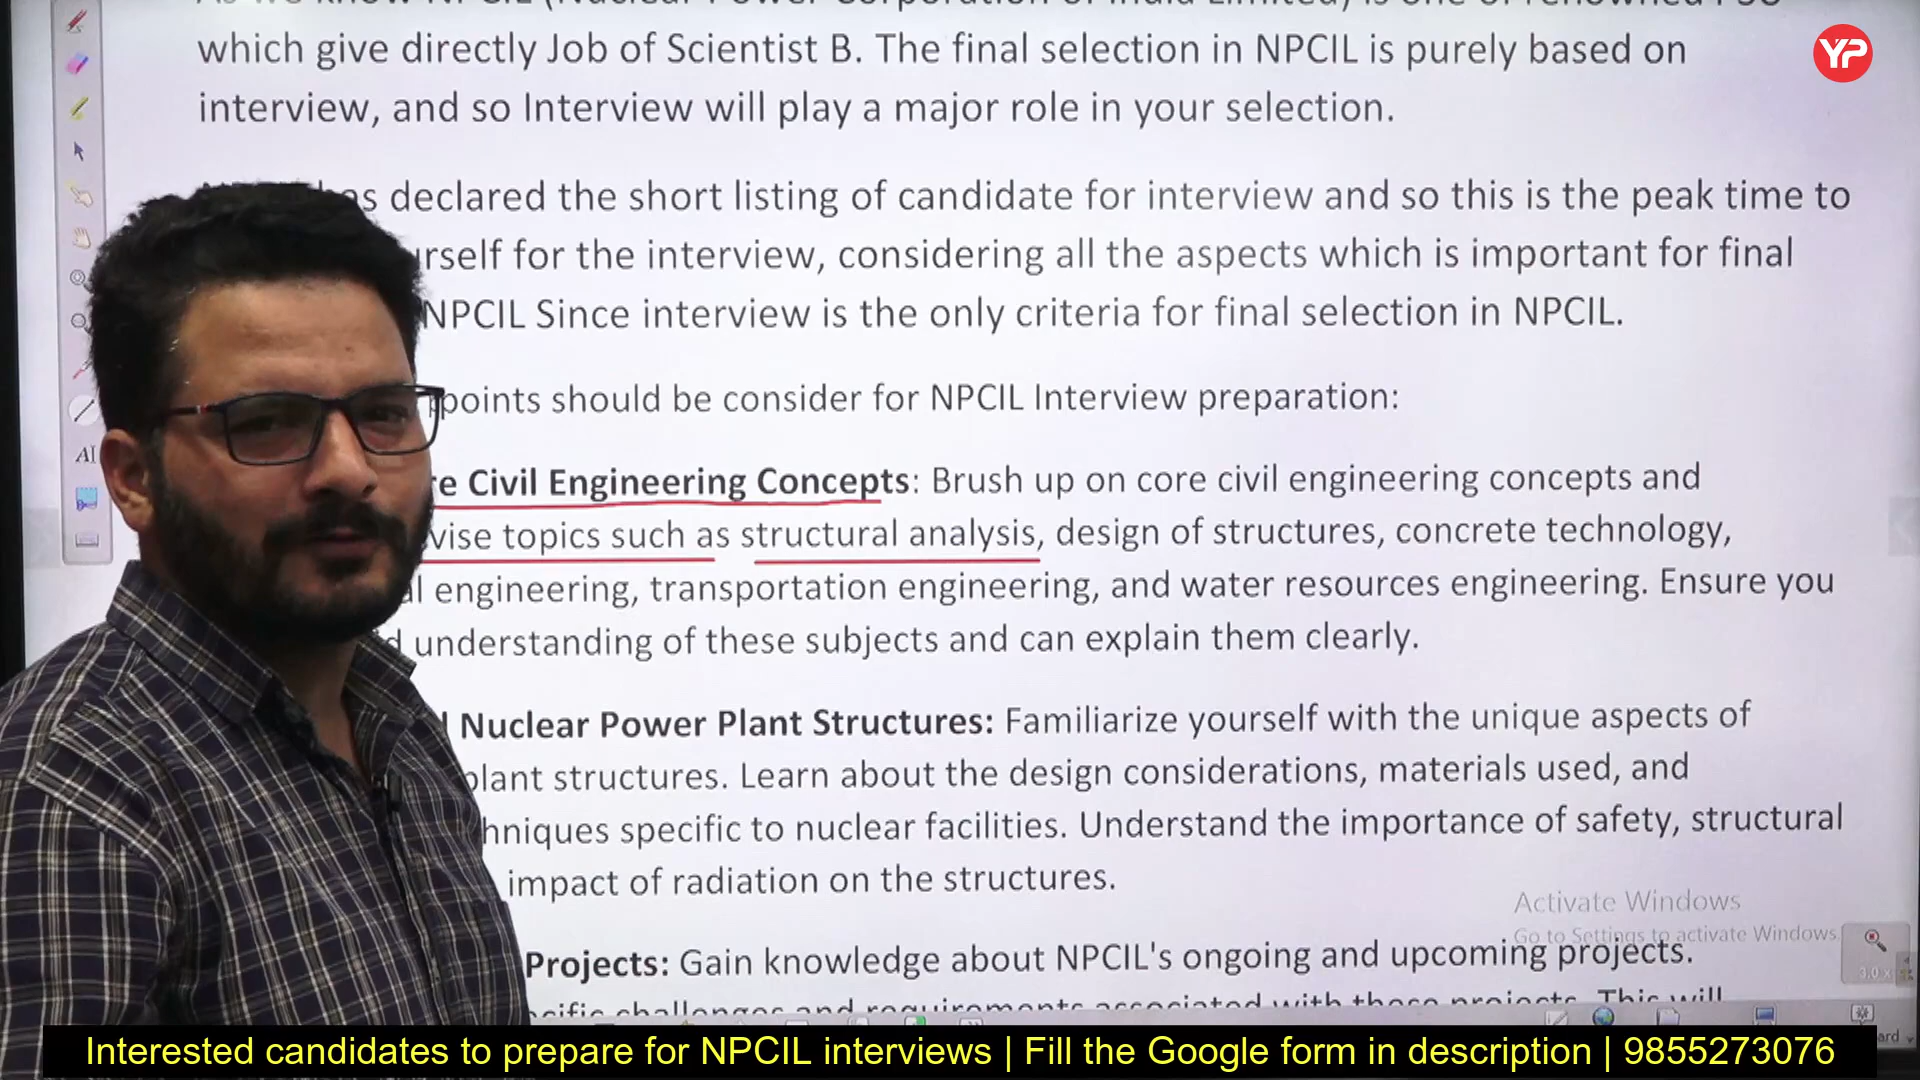 which give directly Job of Scientist B. The final selection in NPCIL is purely based on
interview, and so Interview will play a major role in your selection.
YP
declared the short listing of candidate for interview and so this is the peak time to
for the interview, considering all the aspects which is important for final
NPCIL Since interview is the only criteria for final selection in NPCIL.
points should be consider for NPCIL Interview preparation:
Civil Engineering Concepts: Brush up on core civil engineering concepts and
topics such as structural analysis, design of structures, concrete technology,
engineering, transportation engineering, and water resources engineering. Ensure you
understanding of these subjects and can explain them clearly.
Nuclear Power Plant Structures: Familiarize yourself with the unique aspects of
plant structures. Learn about the design considerations, materials used, and
specific to nuclear facilities. Understand the importance of safety, structural
impact of radiation on the structures.
Activate Windows
Go to Settings to activate Windows.
Projects: Gain knowledge about NPCIL's ongoing and upcoming projects.
challenges and requirements associated with these projects. This will
Interested candidates to prepare for NPCIL interviews | Fill the Google form in description | 9855273076